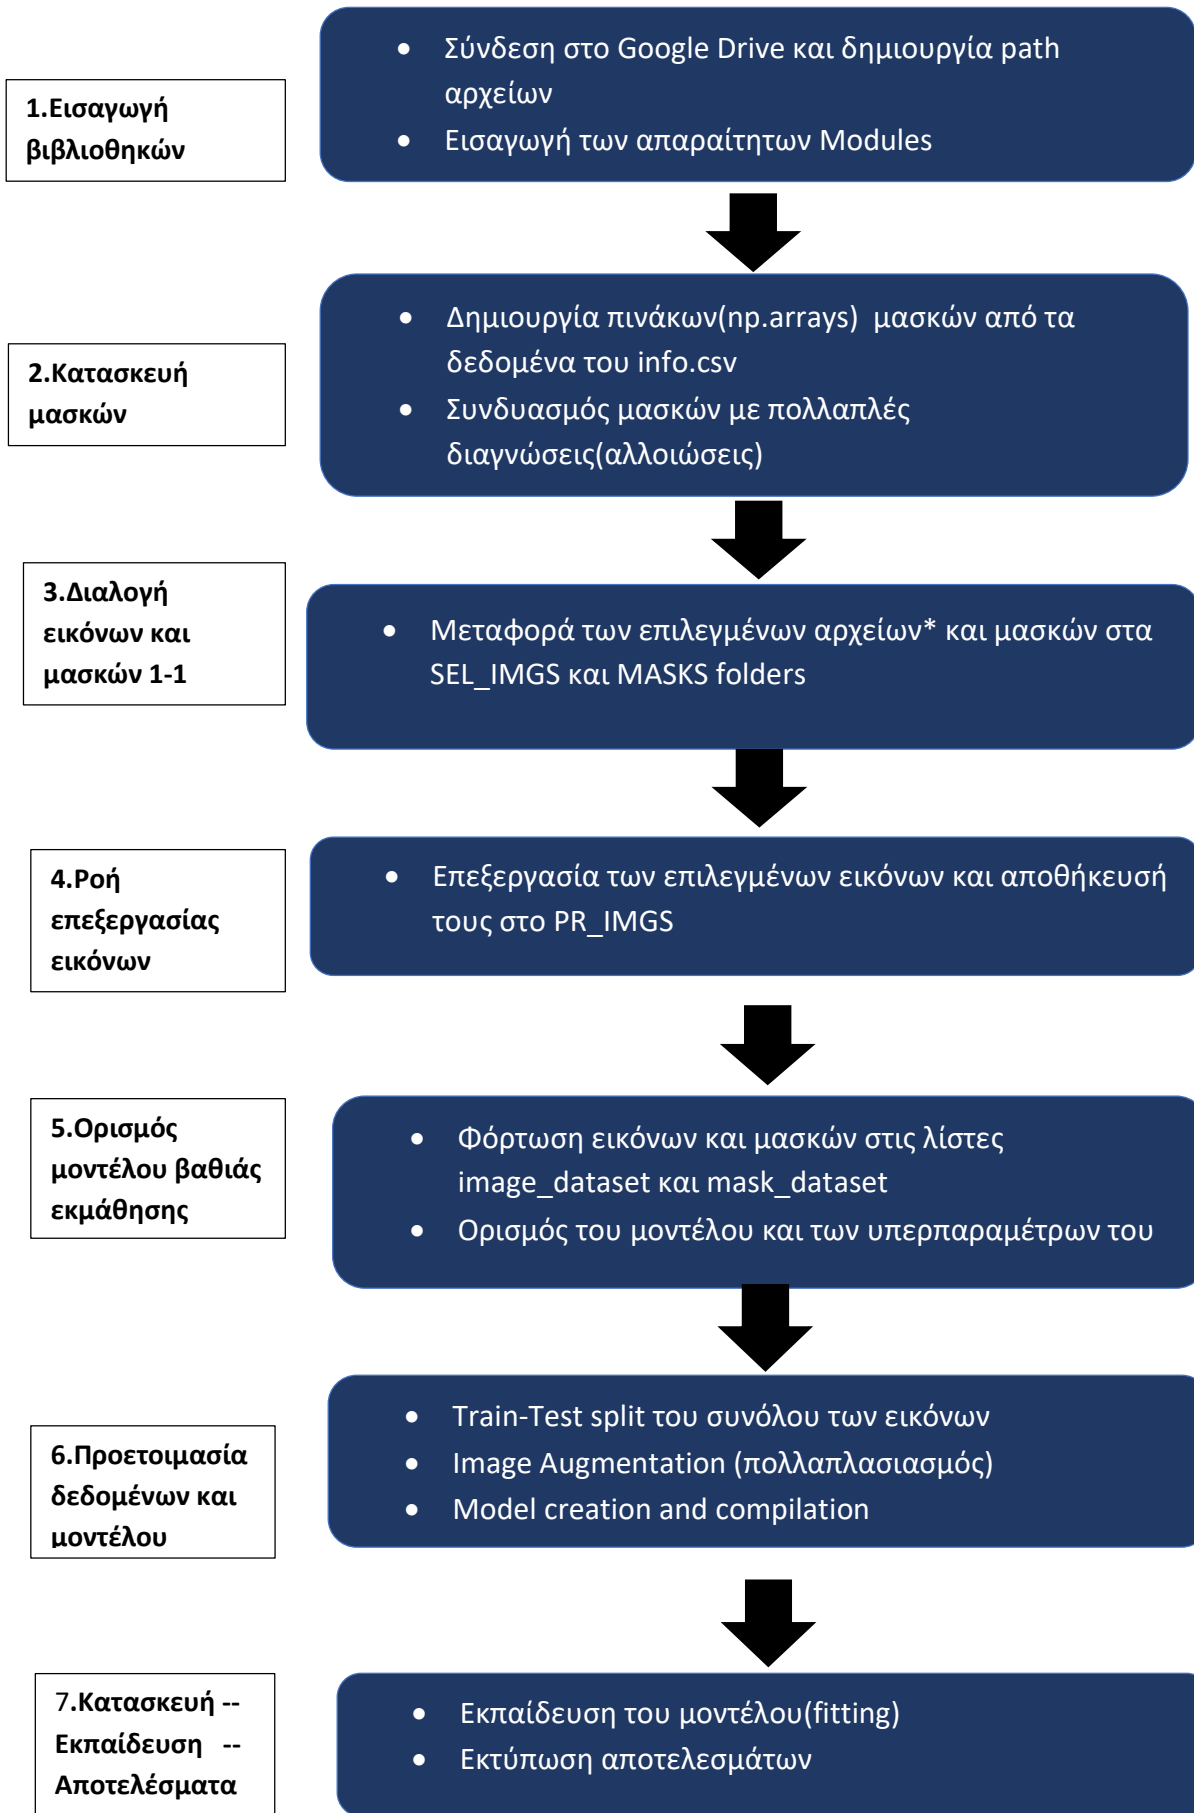 1.Εισαγωγή
βιβλιοθηκών
• Σύνδεση στο Google Drive και δημιουργία path
αρχείων
• Εισαγωγή των απαραίτητων Modules
2.Κατασκευή
μασκών
• Δημιουργία πινάκων(np.arrays)  μασκών από τα
δεδομένα του info.csv
• Συνδυασμός μασκών με πολλαπλές
διαγνώσεις(αλλοιώσεις)
3.Διαλογή
εικόνων και
μασκών 1-1
• Μεταφορά των επιλεγμένων αρχείων* και μασκών στα
SEL_IMGS και MASKS folders
4.Ροή
επεξεργασίας
εικόνων
• Επεξεργασία των επιλεγμένων εικόνων και αποθήκευσή
τους στο PR_IMGS
5.Ορισμός
μοντέλου βαθιάς
εκμάθησης
• Φόρτωση εικόνων και μασκών στις λίστες
image_dataset και mask_dataset
• Ορισμός του μοντέλου και των υπερπαραμέτρων του
6.Προετοιμασία
δεδομένων και
μοντέλου
• Train-Test split του συνόλου των εικόνων
• Image Augmentation (πολλαπλασιασμός)
• Model creation and compilation
7.Κατασκευή --
Εκπαίδευση   --
Αποτελέσματα
• Εκπαίδευση του μοντέλου(fitting)
• Εκτύπωση αποτελεσμάτων